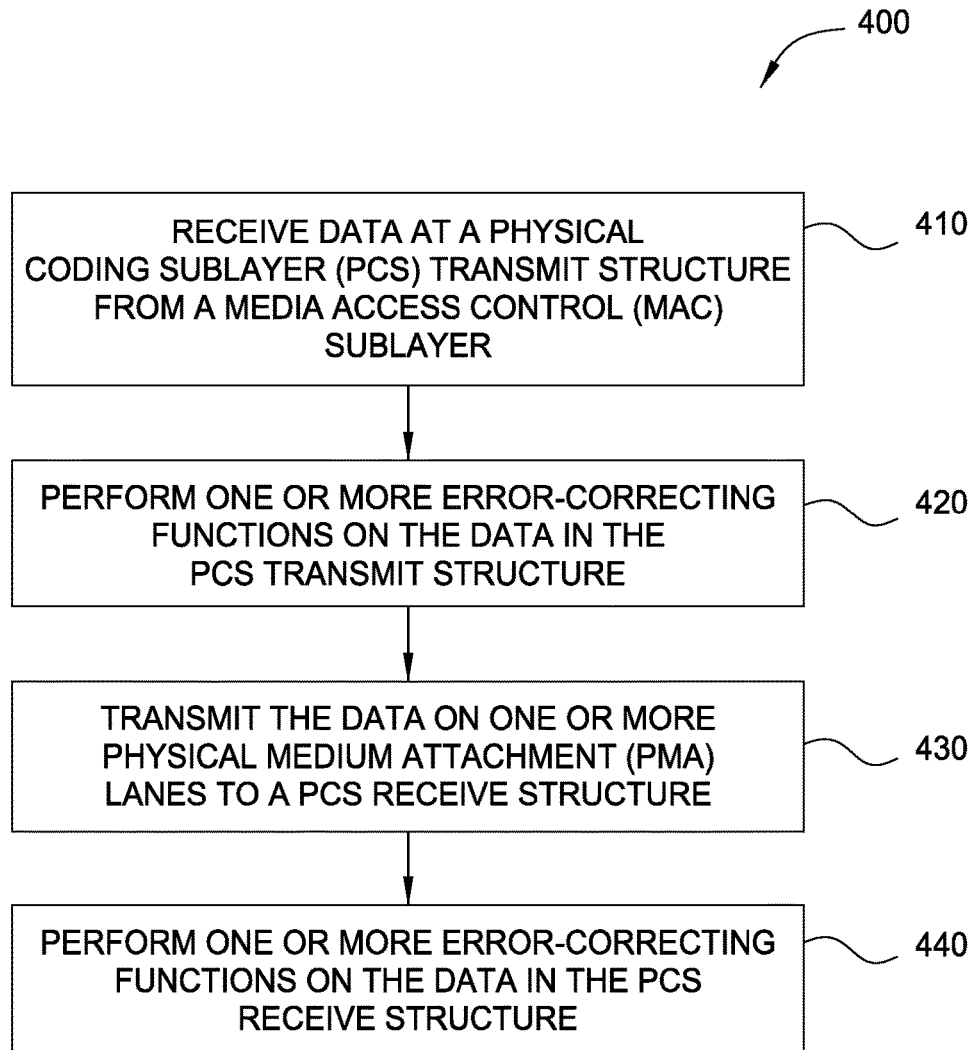 400
RECEIVE DATA AT A PHYSICAL
CODING SUBLAYER (PCS) TRANSMIT STRUCTURE
FROM A MEDIA ACCESS CONTROL (MAC)
SUBLAYER
410
PERFORM ONE OR MORE ERROR-CORRECTING
FUNCTIONS ON THE DATA IN THE
PCS TRANSMIT STRUCTURE
420
TRANSMIT THE DATA ON ONE OR MORE
PHYSICAL MEDIUM ATTACHMENT (PMA)
LANES TO A PCS RECEIVE STRUCTURE
430
PERFORM ONE OR MORE ERROR-CORRECTING
FUNCTIONS ON THE DATA IN THE PCS
RECEIVE STRUCTURE
440